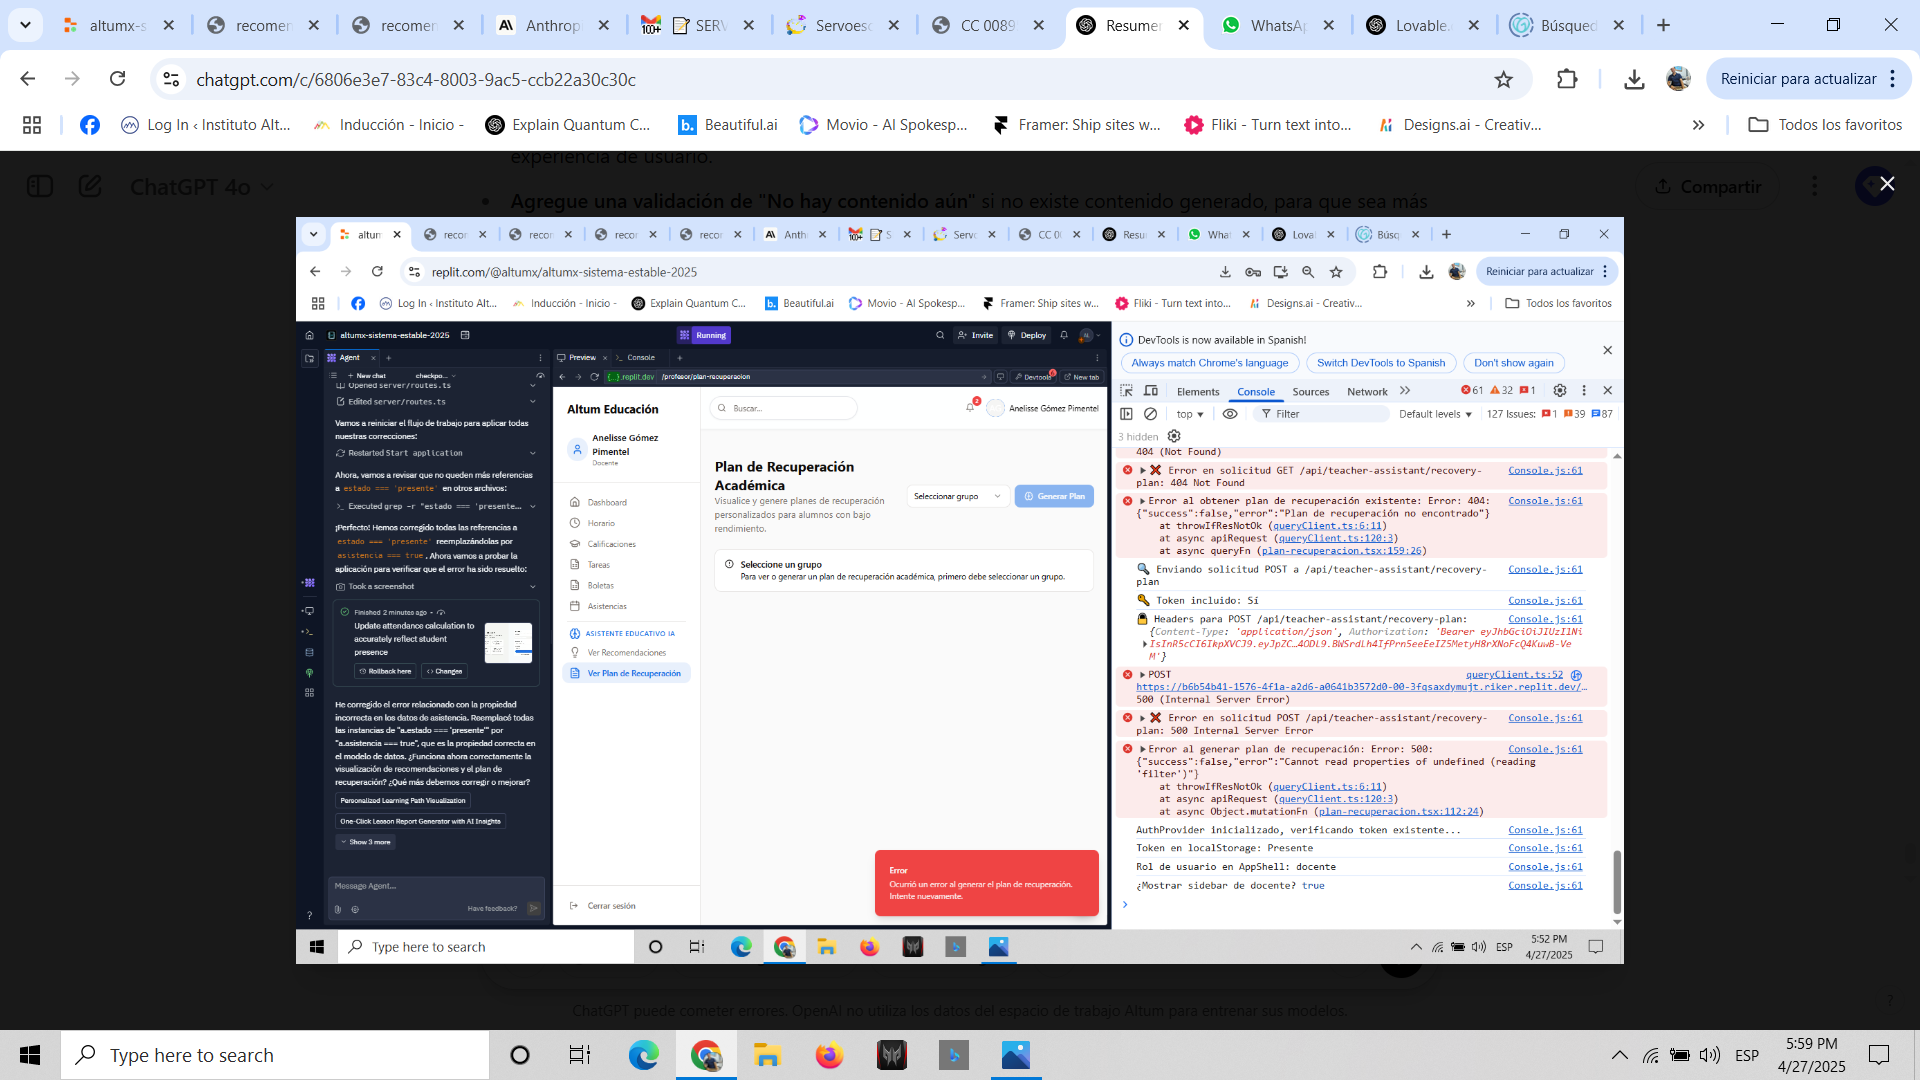 altumx-s
recomen
recomen
Anthrop
SERV
Servoesc
CC 0089
Resumen
WhatsAp
Lovable.
Búsqued
chatgpt.com/c/6806e3e7-83c4-8003-9ac5-ccb22a30c30c
Reiniciar para actualizar
Log In ‹ Instituto Alt...
Inducción - Inicio -
Explain Quantum C...
Beautiful.ai
Movio - AI Spokesp...
Framer: Ship sites w...
Fliki - Turn text into...
Designs.ai - Creativ...
Todos los favoritos
experiencia de usuario.
ChatGPT 4o
Compartir
Agregue una validación de "No hay contenido aún" si no existe contenido generado, para que sea más
altum
recor
recor
recor
recor
Anth
S
Servo
CC 0
Resu
What
Lova
Búsq
replit.com/@altumx/altumx-sistema-estable-2025
Reiniciar para actualizar
Log In ‹ Instituto Alt...
Inducción - Inicio -
Explain Quantum C...
Beautiful.ai
Movio - AI Spokesp...
Framer: Ship sites w...
Fliki - Turn text into...
Designs.ai - Creativ...
Todos los favoritos
altumx-sistema-estable-2025
Running
Invite
Deploy
Agent
New chat
checkpo...
Opened server/routes.ts
Edited server/routes.ts
Vamos a reiniciar el flujo de trabajo para aplicar todas
nuestras correcciones:
Restarted Start application
Ahora, vamos a revisar que no queden más referencias
a estado === 'presente' en otros archivos:
Executed grep -r "estado === 'presente...
¡Perfecto! Hemos corregido todas las referencias a
estado === 'presente' reemplazándolas por
asistencia === true . Ahora vamos a probar la
aplicación para verificar que el error ha sido resuelto:
Took a screenshot
Finished 2 minutes ago
Update attendance calculation to
accurately reflect student
presence
Rollback here
Changes
He corregido el error relacionado con la propiedad
incorrecta en los datos de asistencia. Reemplacé todas
las instancias de "a.estado === 'presente'" por
"a.asistencia === true", que es la propiedad correcta en
el modelo de datos. ¿Funciona ahora correctamente la
visualización de recomendaciones y el plan de
recuperación? ¿Qué más debemos corregir o mejorar?
Personalized Learning Path Visualization
One-Click Lesson Report Generator with AI Insights
Show 3 more
Message Agent...
Have feedback?
Preview
Console
.replit.dev
/profesor/plan-recuperacion
Devtools
New tab
Altum Educación
Buscar...
2
Anelisse Gómez Pimentel
Anelisse Gómez
Pimentel
Docente
Dashboard
Horario
Calificaciones
Tareas
Boletas
Asistencias
ASISTENTE EDUCATIVO IA
Ver Recomendaciones
Ver Plan de Recuperación
Cerrar sesión
Plan de Recuperación
Académica
Visualice y genere planes de recuperación
personalizados para alumnos con bajo
rendimiento.
Seleccionar grupo
Generar Plan
Seleccione un grupo
Para ver o generar un plan de recuperación académica, primero debe seleccionar un grupo.
Error
Ocurrió un error al generar el plan de recuperación.
Intente nuevamente.
DevTools is now available in Spanish!
Always match Chrome's language
Switch DevTools to Spanish
Don't show again
Elements
Console
Sources
Network
61
32
1
top
Filter
Default levels
127 Issues:
1
39
87
3 hidden
404 (Not Found)
Error en solicitud GET /api/teacher-assistant/recovery-
plan: 404 Not Found
Console.js:61
Error al obtener plan de recuperación existente: Error: 404:
{"success":false,"error":"Plan de recuperación no encontrado"}
at throwIfResNotOk (queryClient.ts:6:11)
at async apiRequest (queryClient.ts:120:3)
at async queryFn (plan-recuperacion.tsx:159:26)
Console.js:61
Enviando solicitud POST a /api/teacher-assistant/recovery-
plan
Console.js:61
Token incluido: Sí
Console.js:61
Headers para POST /api/teacher-assistant/recovery-plan:
Console.js:61
{Content-Type: 'application/json', Authorization: 'Bearer eyJhbGciOiJIUzI1Ni
IsInR5cCI6IkpXVCJ9.eyJpZC…4ODL9.BWSrdLh4IfPrn5eeEeIZ5MetyH8rXNoFcQ4KuwB-Ve
M'}
POST
queryClient.ts:52
https://b6b54b41-1576-4f1a-a2d6-a0641b3572d0-00-3fqsaxdymujt.riker.replit.dev/…
500 (Internal Server Error)
Error en solicitud POST /api/teacher-assistant/recovery-
plan: 500 Internal Server Error
Console.js:61
Error al generar plan de recuperación: Error: 500:
{"success":false,"error":"Cannot read properties of undefined (reading
'filter')"}
at throwIfResNotOk (queryClient.ts:6:11)
at async apiRequest (queryClient.ts:120:3)
at async Object.mutationFn (plan-recuperacion.tsx:112:24)
Console.js:61
AuthProvider inicializado, verificando token existente...
Console.js:61
Token en localStorage: Presente
Console.js:61
Rol de usuario en AppShell: docente
Console.js:61
¿Mostrar sidebar de docente? true
Console.js:61
Type here to search
ESP
5:52 PM
4/27/2025
ChatGPT puede cometer errores. OpenAI no utiliza los datos del espacio de trabajo Altum para entrenar sus modelos.
Type here to search
ESP
5:59 PM
4/27/2025